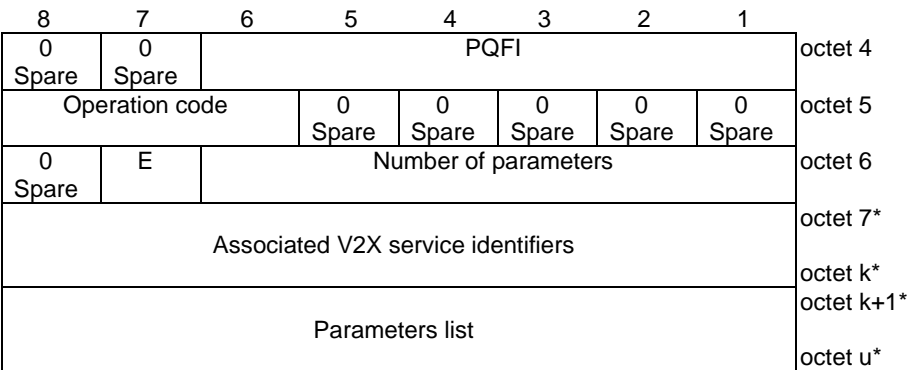 8 7 6 5 4 3 2 1
0 0 PQFI octet 4
Spare Spare
Operation code 0 0 0 0 0 octet 5
Spare Spare Spare Spare Spare
0 E Number of parameters octet 6
Spare
octet 7*
Associated V2X service identifiers
octet k*
octet k+1*
Parameters list
octet u*